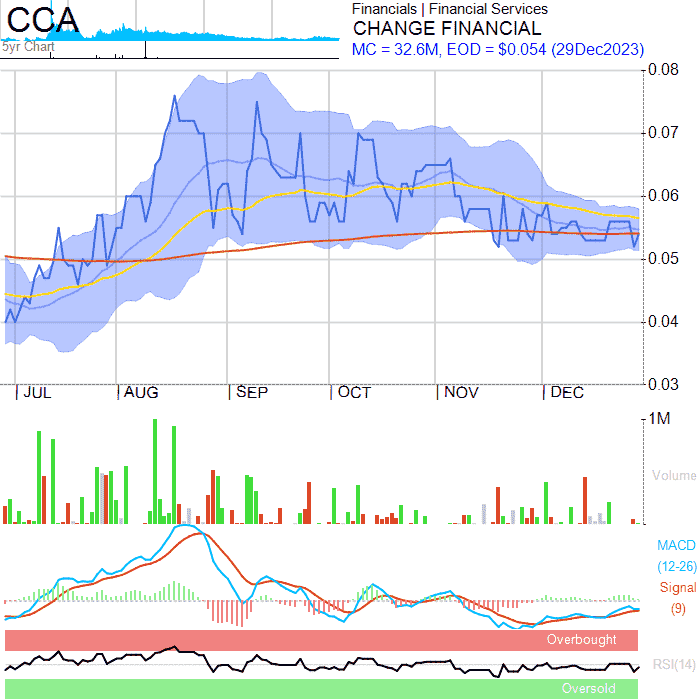 CCA
5yr Chart
Financials | Financial Services
CHANGE FINANCIAL
MC = 32.6M, EOD = $0.054 (29Dec2023)
0.08
0.07
0.06
0.05
0.04
0.03
JUL AUG SEP OCT NOV DEC
1M
Volume
MACD
(12-26)
Signal
(9)
Overbought
RSI(14)
Oversold